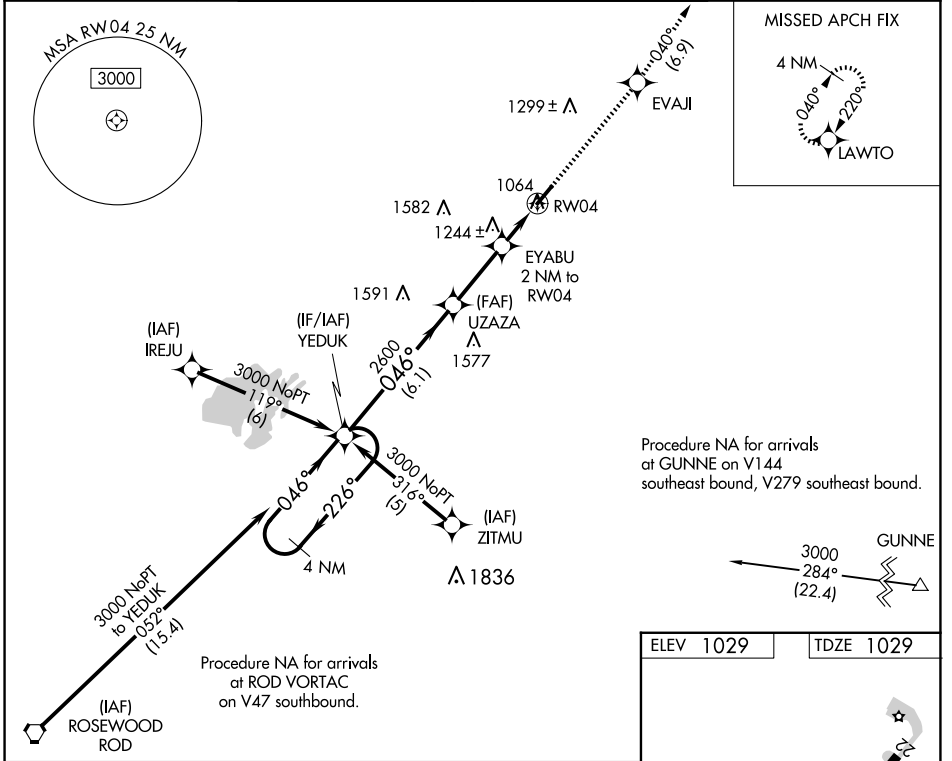 MSA RW04 25 NM
3000
MISSED APCH FIX
4 NM
040°
220°
LAWTO
040°
(6.9)
EVAJI
1299 ±
1064
RW04
1582
1244 ±
EYABU
2 NM to
RW04
1591
(FAF)
UZAZA
1577
(IF/IAF)
YEDUK
2600
046°
(6.1)
(IAF)
IREJU
3000 NoPT
119°
(6)
3000 NoPT
316°
(5)
(IAF)
ZITMU
046°
226°
4 NM
1836
Procedure NA for arrivals
at GUNNE on V144
southeast bound, V279 southeast bound.
GUNNE
3000
284°
(22.4)
3000 NoPT
to YEDUK
052°
(15.4)
Procedure NA for arrivals
at ROD VORTAC
on V47 southbound.
(IAF)
ROSEWOOD
ROD
ELEV 1029
TDZE 1029
22